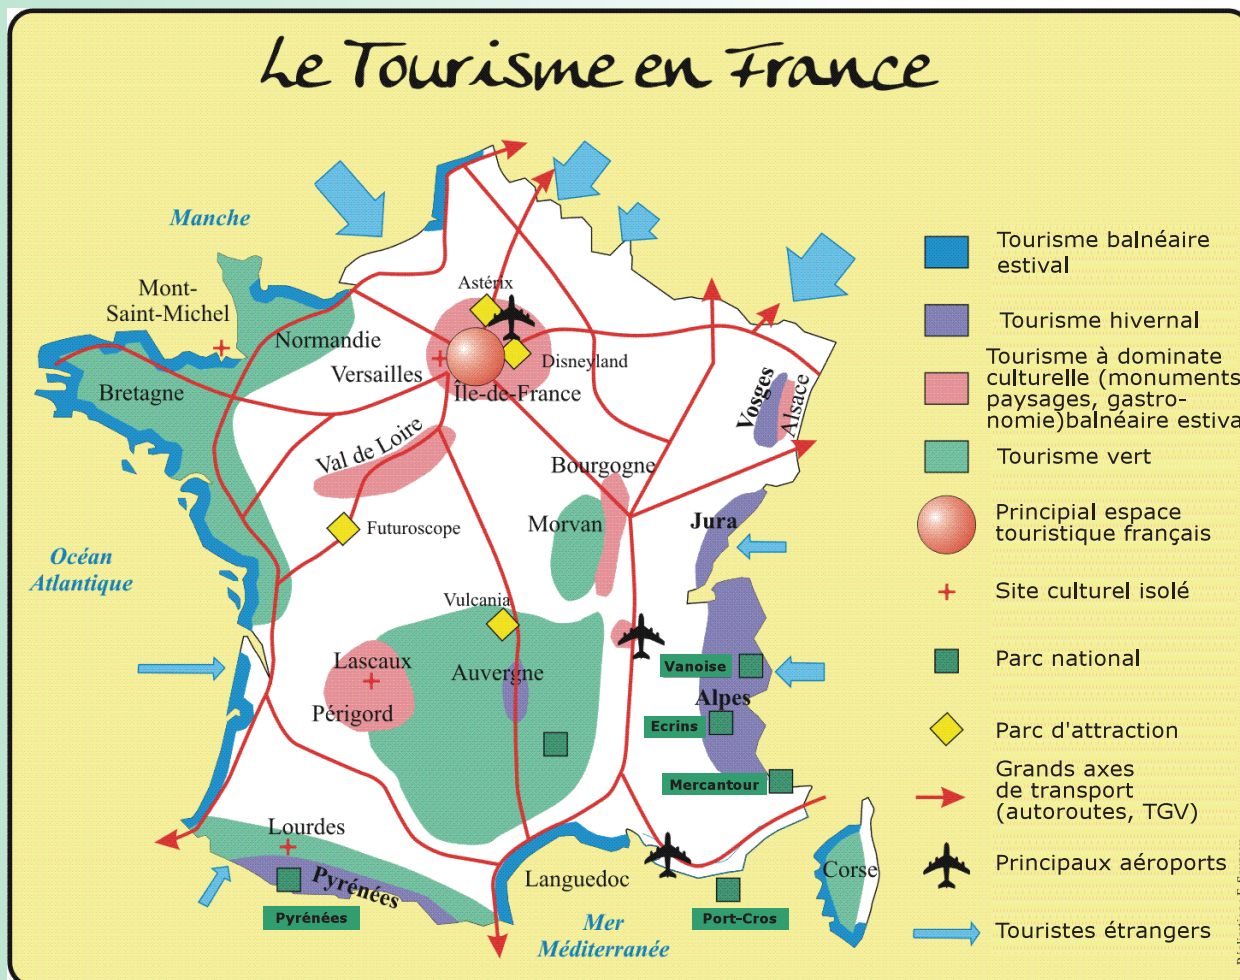 Le Tourisme en France
Manche
Mont-
Saint-Michel
Normandie
Bretagne
Astérix
Disneyland
Versailles
Île-de-France
Vosges
Alsace
Val de Loire
Bourgogne
Futuroscope
Morvan
Jura
Océan
Atlantique
Vulcania
Lascaux
Périgord
Auvergne
Vanoise
Alpes
Ecrins
Mercantour
Lourdes
Pyrénées
Pyrénées
Languedoc
Port-Cros
Corse
Mer
Méditerranée
Tourisme balnéaire
estival
Tourisme hivernal
Tourisme à dominate
culturelle (monuments
paysages, gastro-
nomie)balnéaire estiva
Tourisme vert
Principial espace
touristique français
Site culturel isolé
Parc national
Parc d'attraction
Grands axes
de transport
(autoroutes, TGV)
Principaux aéroports
Touristes étrangers